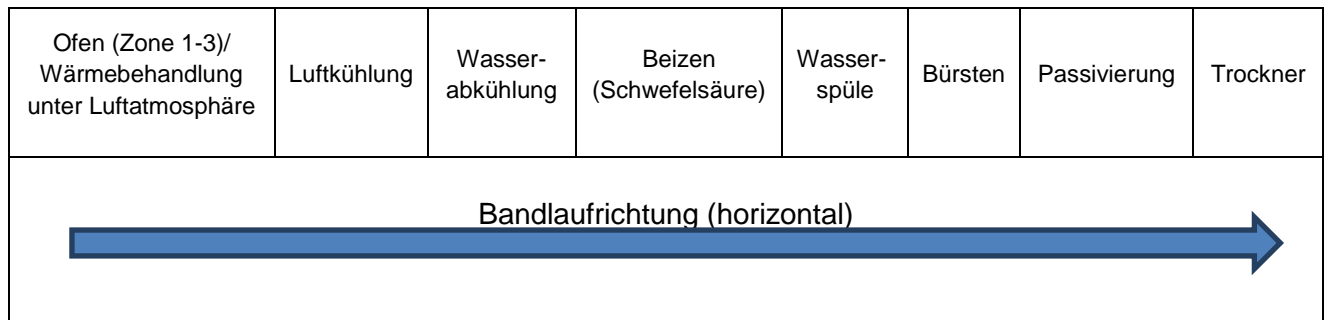 Ofen (Zone 1-3)/
Wärmebehandlung
unter Luftatmosphäre
Luftkühlung
Wasser-
abkühlung
Beizen
(Schwefelsäure)
Wasser-
spüle
Bürsten
Passivierung
Trockner
Bandlaufrichtung (horizontal)